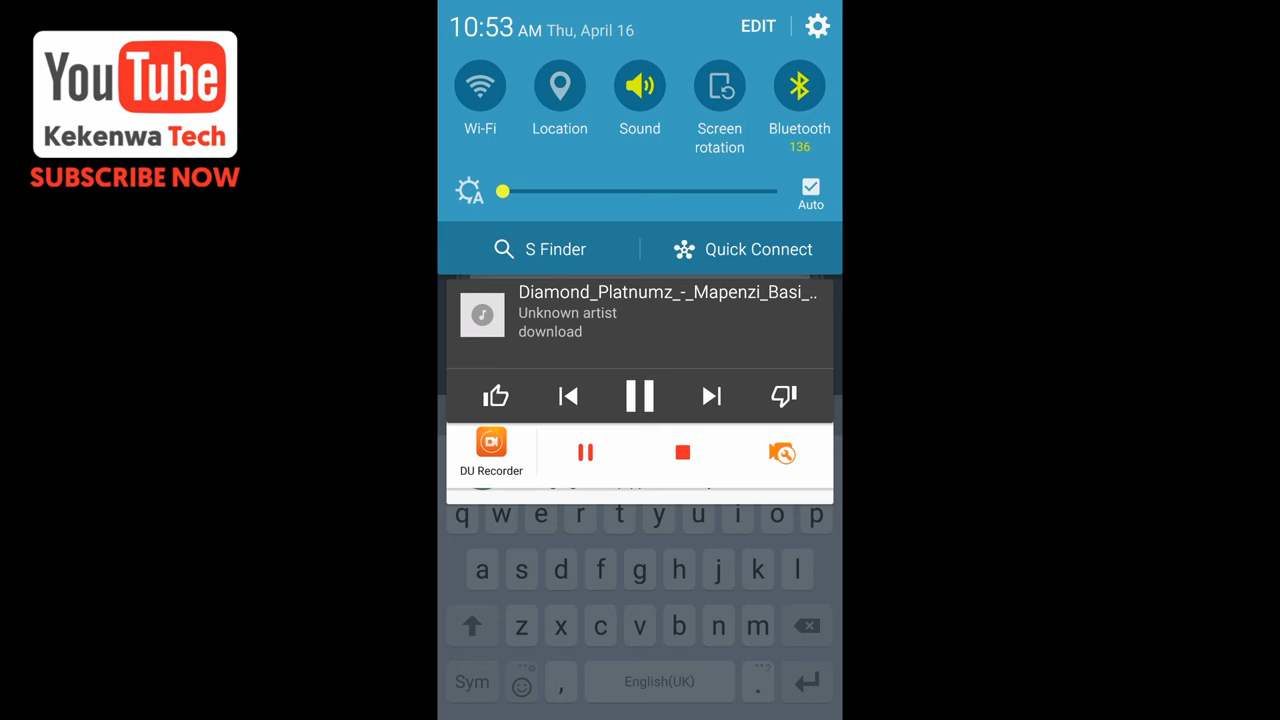 YouTube
Kekenwa Tech
SUBSCRIBE NOW
10:53 AM Thu, April 16
EDIT
Wi-Fi
Location
Sound
Screen rotation
Bluetooth
136
A
Auto
S Finder
Quick Connect
Diamond_Platnumz_-_Mapenzi_Basi_..
Unknown artist
download
DU Recorder
q w e r t y u i o p
a s d f g h j k l
z x c v b n m
Sym , English(UK) .